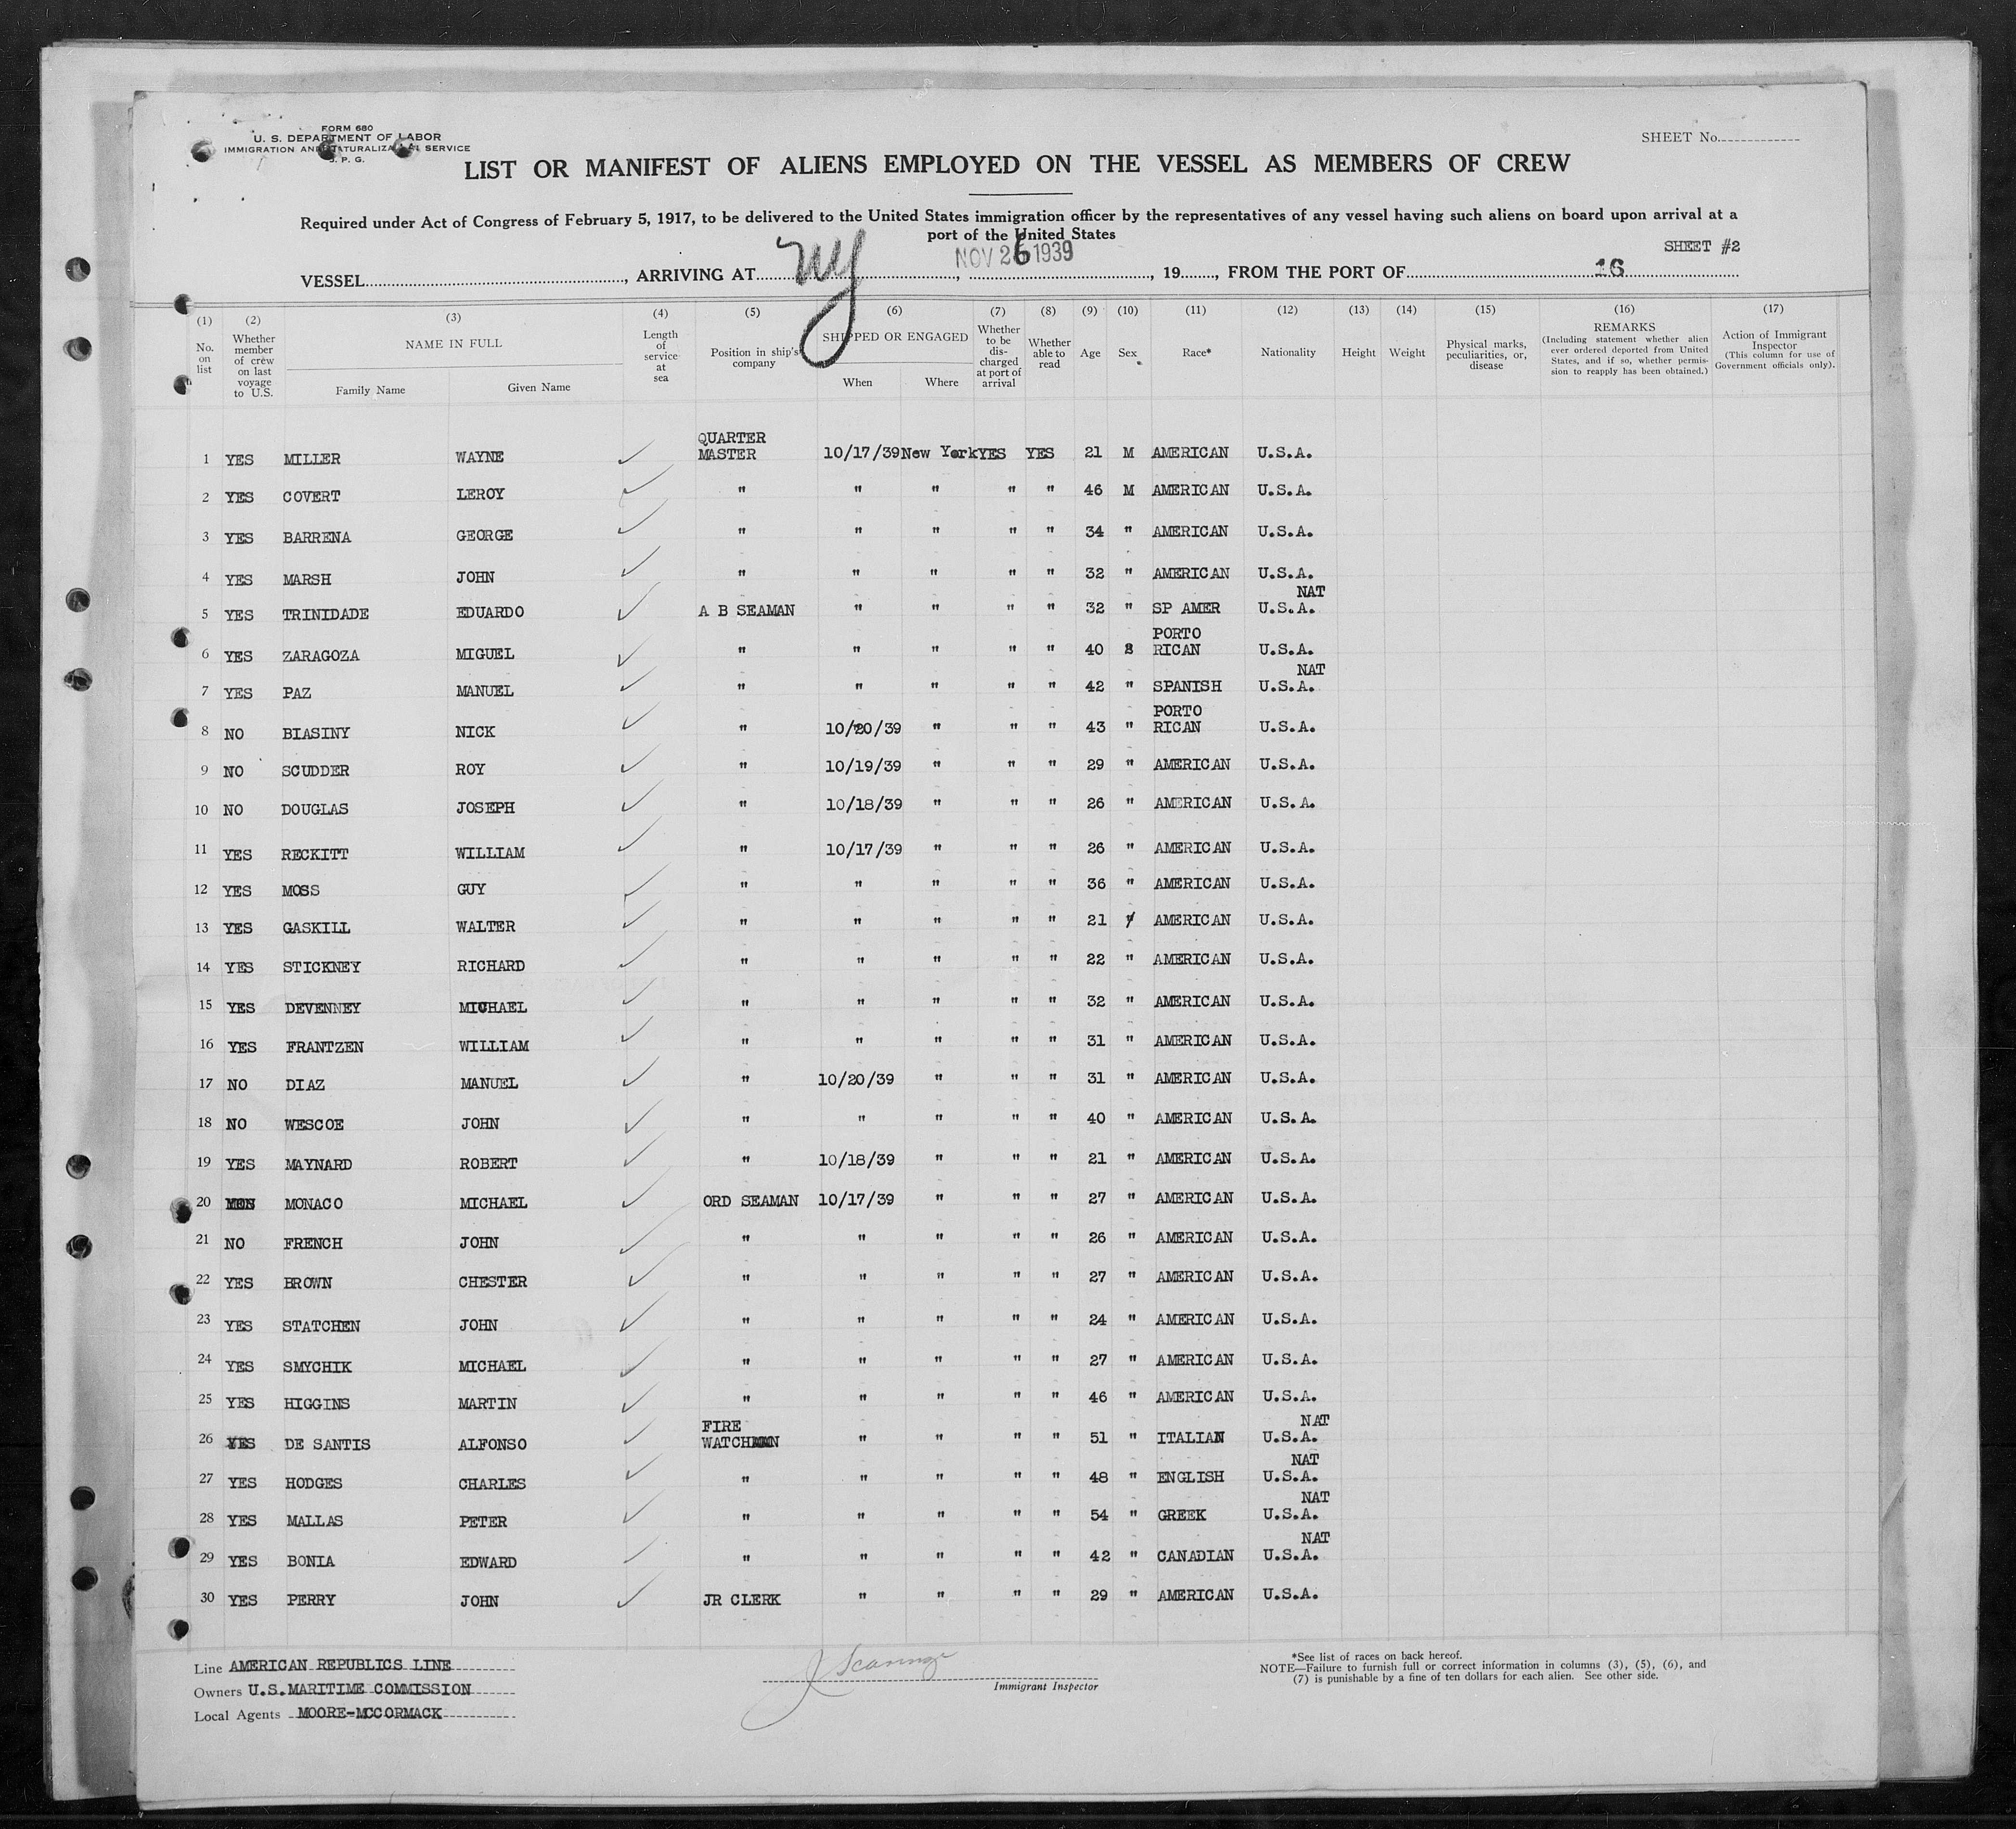 FORM 680
U. S. DEPARTMENT OF LABOR
IMMIGRATION AND NATURALIZATION SERVICE
J. P. G.
SHEET No.
LIST OR MANIFEST OF ALIENS EMPLOYED ON THE VESSEL AS MEMBERS OF CREW
Required under Act of Congress of February 5, 1917, to be delivered to the United States immigration officer by the representatives of any vessel having such aliens on board upon arrival at a
port of the United States
SHEET #2
VESSEL, ARRIVING AT ny, NOV 26 1939, 19, FROM THE PORT OF 16
(1) No. on list
(2) Whether member of crew on last voyage to U.S.
(3) NAME IN FULL Family Name Given Name
(4) Length of service at sea
(5) Position in ship's company
(6) SHIPPED OR ENGAGED When Where
(7) Whether to be discharged at port of arrival
(8) Whether able to read
(9) Age
(10) Sex
(11) Race*
(12) Nationality
(13) Height
(14) Weight
(15) Physical marks, peculiarities, or, disease
(16) REMARKS (Including statement whether alien ever ordered deported from United States, and if so, whether permission to reapply has been obtained.)
(17) Action of Immigrant Inspector (This column for use of Government officials only).
1 YES MILLER WAYNE ✓ QUARTER MASTER 10/17/39 New York YES YES 21 M AMERICAN U.S.A.
2 YES COVERT LEROY ✓ " " " " " 46 M AMERICAN U.S.A.
3 YES BARRENA GEORGE ✓ " " " " " 34 " AMERICAN U.S.A.
4 YES MARSH JOHN ✓ " " " " " 32 " AMERICAN U.S.A.
5 YES TRINIDADE EDUARDO ✓ A B SEAMAN " " " " 32 " SP AMER NAT U.S.A.
6 YES ZARAGOZA MIGUEL ✓ " " " " " 40 " PORTO RICAN U.S.A.
7 YES PAZ MANUEL ✓ " " " " " 42 " SPANISH NAT U.S.A.
8 NO BIASINY NICK ✓ " 10/20/39 " " " 43 " PORTO RICAN U.S.A.
9 NO SCUDDER ROY ✓ " 10/19/39 " " " 29 " AMERICAN U.S.A.
10 NO DOUGLAS JOSEPH ✓ " 10/18/39 " " " 26 " AMERICAN U.S.A.
11 YES RECKITT WILLIAM ✓ " 10/17/39 " " " 26 " AMERICAN U.S.A.
12 YES MOSS GUY ✓ " " " " " 36 " AMERICAN U.S.A.
13 YES GASKILL WALTER ✓ " " " " " 21 " AMERICAN U.S.A.
14 YES STICKNEY RICHARD ✓ " " " " " 22 " AMERICAN U.S.A.
15 YES DEVENNEY MICHAEL ✓ " " " " " 32 " AMERICAN U.S.A.
16 YES FRANTZEN WILLIAM ✓ " " " " " 31 " AMERICAN U.S.A.
17 NO DIAZ MANUEL ✓ " 10/20/39 " " " 31 " AMERICAN U.S.A.
18 NO WESCOE JOHN ✓ " " " " " 40 " AMERICAN U.S.A.
19 YES MAYNARD ROBERT ✓ " 10/18/39 " " " 21 " AMERICAN U.S.A.
20 MONACO MICHAEL ✓ ORD SEAMAN 10/17/39 " " " 27 " AMERICAN U.S.A.
21 NO FRENCH JOHN ✓ " " " " " 26 " AMERICAN U.S.A.
22 YES BROWN CHESTER ✓ " " " " " 27 " AMERICAN U.S.A.
23 YES STATCHEN JOHN ✓ " " " " " 24 " AMERICAN U.S.A.
24 YES SMYCHIK MICHAEL ✓ " " " " " 27 " AMERICAN U.S.A.
25 YES HIGGINS MARTIN ✓ " " " " " 46 " AMERICAN U.S.A.
26 YES DE SANTIS ALFONSO ✓ FIRE WATCHMAN " " " " 51 " ITALIAN NAT U.S.A.
27 YES HODGES CHARLES ✓ " " " " " 48 " ENGLISH NAT U.S.A.
28 YES MALLAS PETER ✓ " " " " " 54 " GREEK NAT U.S.A.
29 YES BONIA EDWARD ✓ " " " " " 42 " CANADIAN NAT U.S.A.
30 YES PERRY JOHN ✓ JR CLERK " " " " 29 " AMERICAN U.S.A.
Line AMERICAN REPUBLICS LINE
Owners U.S. MARITIME COMMISSION
Local Agents MOORE-MCCORMACK
Immigrant Inspector
*See list of races on back hereof.
NOTE—Failure to furnish full or correct information in columns (3), (5), (6), and
(7) is punishable by a fine of ten dollars for each alien. See other side.